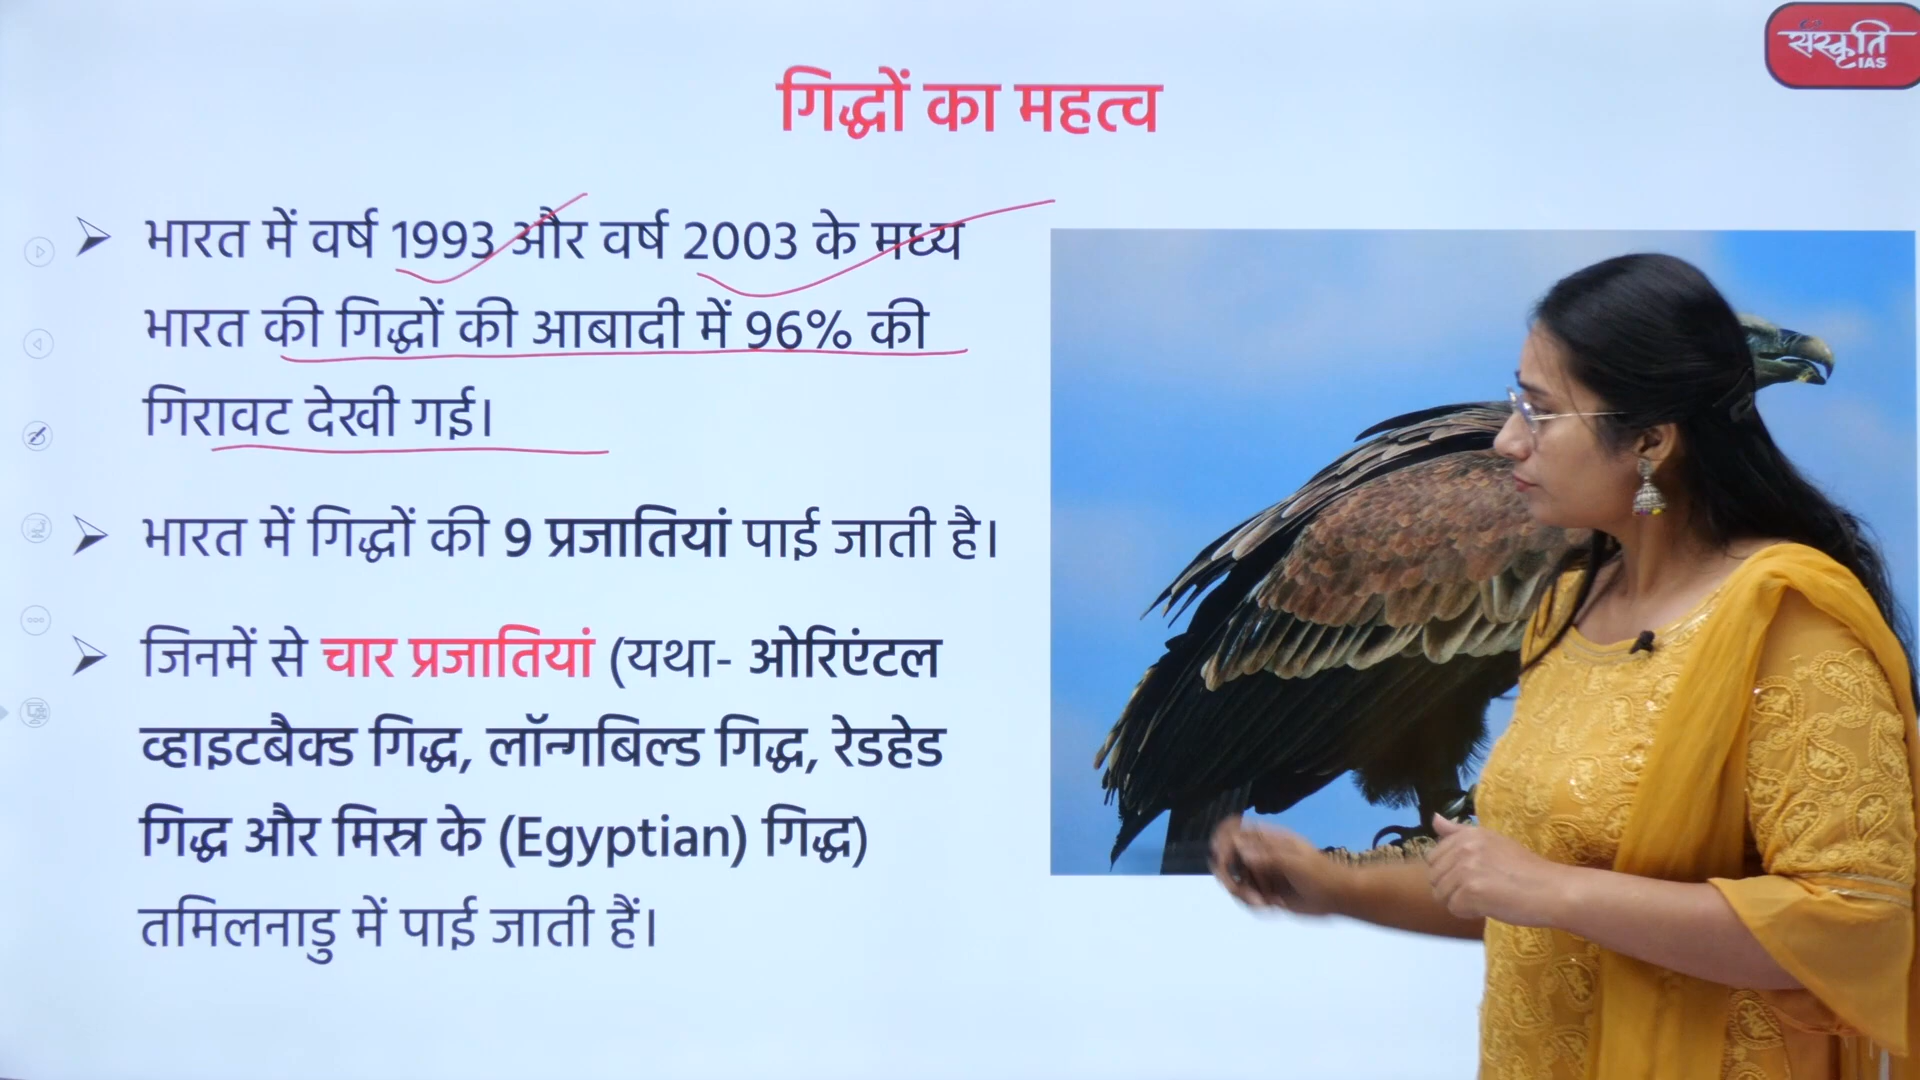 संस्कृति
IAS
गिद्धों का महत्व
भारत में वर्ष 1993 और वर्ष 2003 के मध्य
भारत की गिद्धों की आबादी में 96% की
गिरावट देखी गई।
भारत में गिद्धों की 9 प्रजातियां पाई जाती है।
जिनमें से चार प्रजातियां (यथा- ओरिएंटल
व्हाइटबैक्ड गिद्ध, लॉन्गबिल्ड गिद्ध, रेडहेड
गिद्ध और मिस्र के (Egyptian) गिद्ध)
तमिलनाडु में पाई जाती हैं।